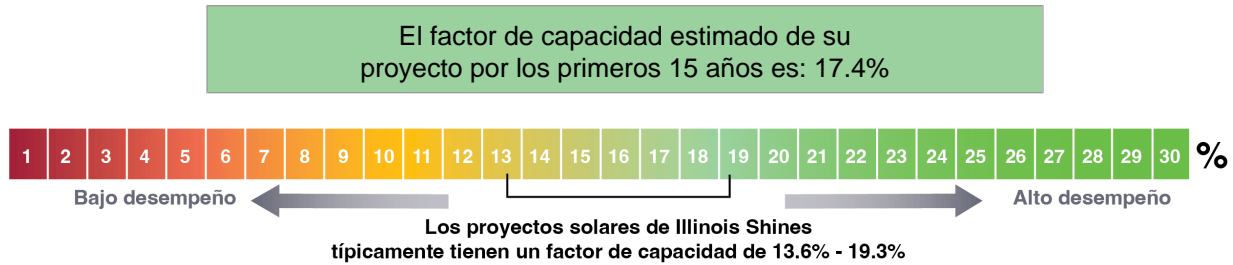 El factor de capacidad estimado de su
proyecto por los primeros 15 años es: 17.4%
1 2 3 4 5 6 7 8 9 10 11 12 13 14 15 16 17 18 19 20 21 22 23 24 25 26 27 28 29 30 %
Bajo desempeño Alto desempeño
Los proyectos solares de Illinois Shines
típicamente tienen un factor de capacidad de 13.6% - 19.3%